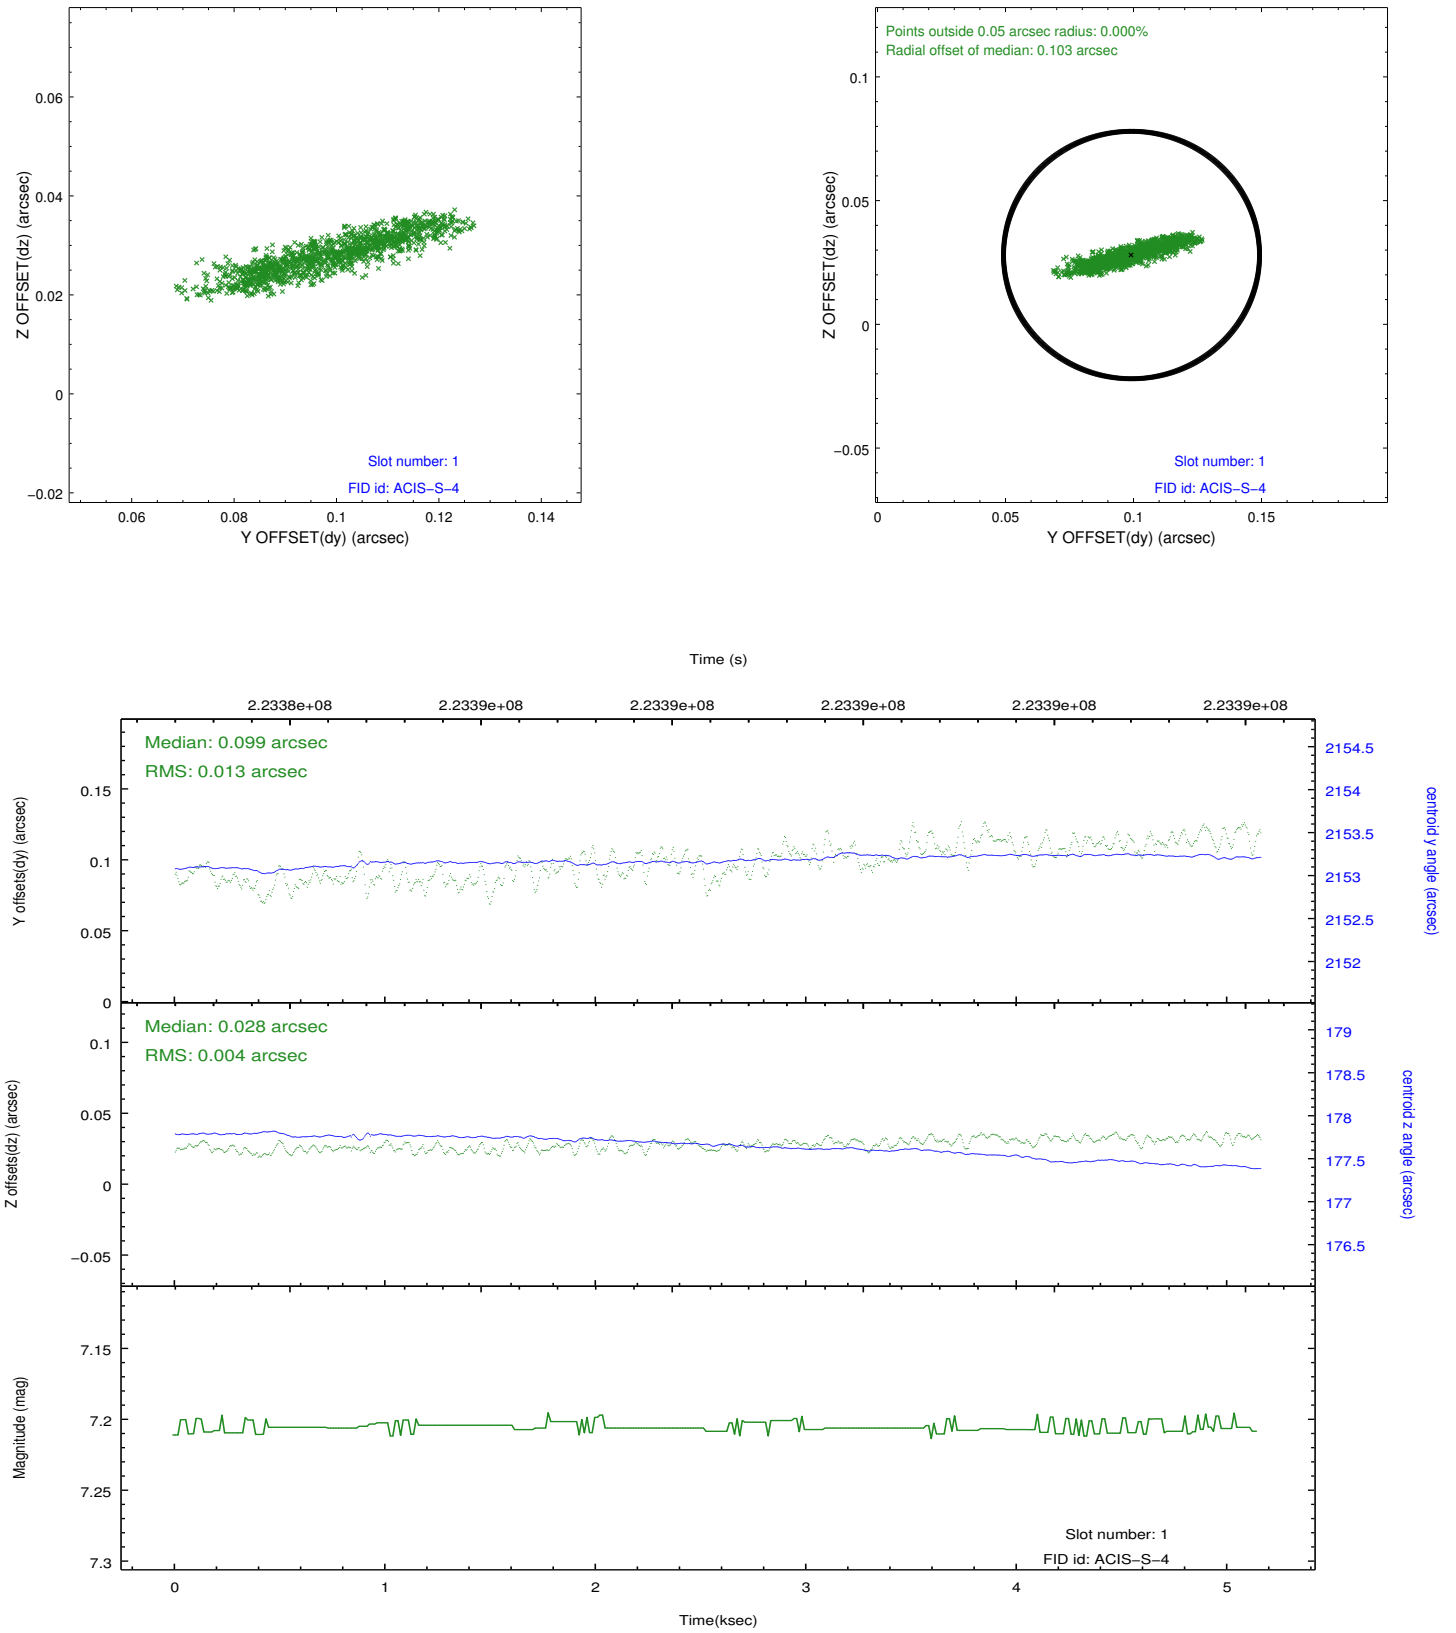 0.06
0.04
0.02
0
−0.02
Z OFFSET(dz) (arcsec)
Slot number: 1
FID id: ACIS−S−4
0.06 0.08 0.1 0.12 0.14
Y OFFSET(dy) (arcsec)
Points outside 0.05 arcsec radius: 0.000%
Radial offset of median: 0.103 arcsec
0.1
0.05
0
−0.05
Z OFFSET(dz) (arcsec)
Slot number: 1
FID id: ACIS−S−4
0 0.05 0.1 0.15
Y OFFSET(dy) (arcsec)
Time (s)
2.2338e+08 2.2339e+08 2.2339e+08 2.2339e+08 2.2339e+08 2.2339e+08
Median: 0.099 arcsec
RMS: 0.013 arcsec
0.15
0.1
0.05
0
Y offsets(dy) (arcsec)
2154.5
2154
2153.5
2153
2152.5
2152
centroid y angle (arcsec)
Median: 0.028 arcsec
RMS: 0.004 arcsec
0.1
0.05
0
−0.05
Z offsets(dz) (arcsec)
179
178.5
178
177.5
177
176.5
centroid z angle (arcsec)
7.15
7.2
7.25
7.3
Magnitude (mag)
Slot number: 1
FID id: ACIS−S−4
0 1 2 3 4 5
Time(ksec)